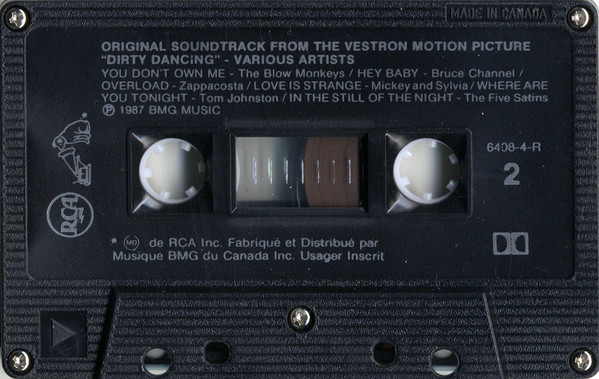 MADE IN CANADA
ORIGINAL SOUNDTRACK FROM THE VESTRON MOTION PICTURE
"DIRTY DANCING" - VARIOUS ARTISTS
YOU DON'T OWN ME - The Blow Monkeys / HEY BABY - Bruce Channel /
OVERLOAD - Zappacosta / LOVE IS STRANGE - Mickey and Sylvia / WHERE ARE
YOU TONIGHT - Tom Johnston / IN THE STILL OF THE NIGHT - The Five Satins
℗ 1987 BMG MUSIC
6408-4-R
2
RCA
* MD de RCA Inc. Fabriqué et Distribué par
Musique BMG du Canada Inc. Usager Inscrit